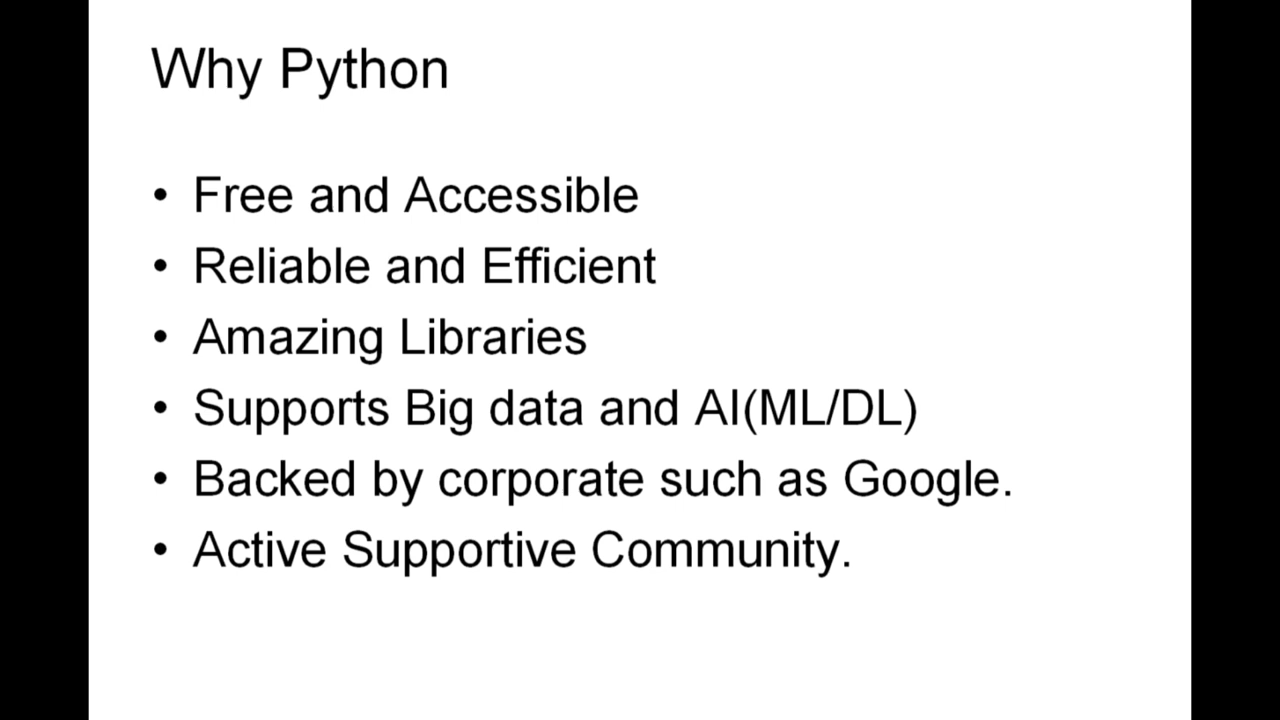 Why Python
• Free and Accessible
• Reliable and Efficient
• Amazing Libraries
• Supports Big data and AI(ML/DL)
• Backed by corporate such as Google.
• Active Supportive Community.